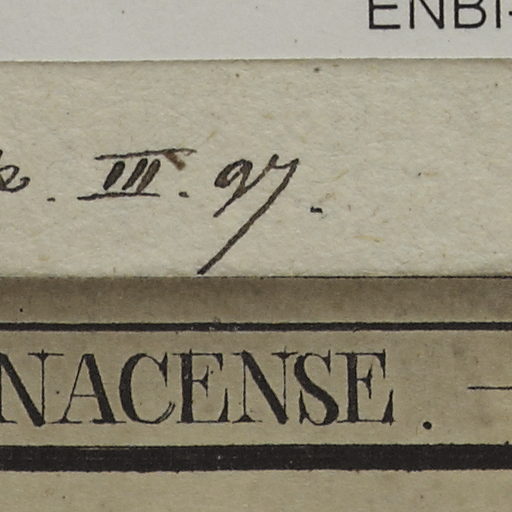 ENBI-
. III. 97.
NACENSE. —